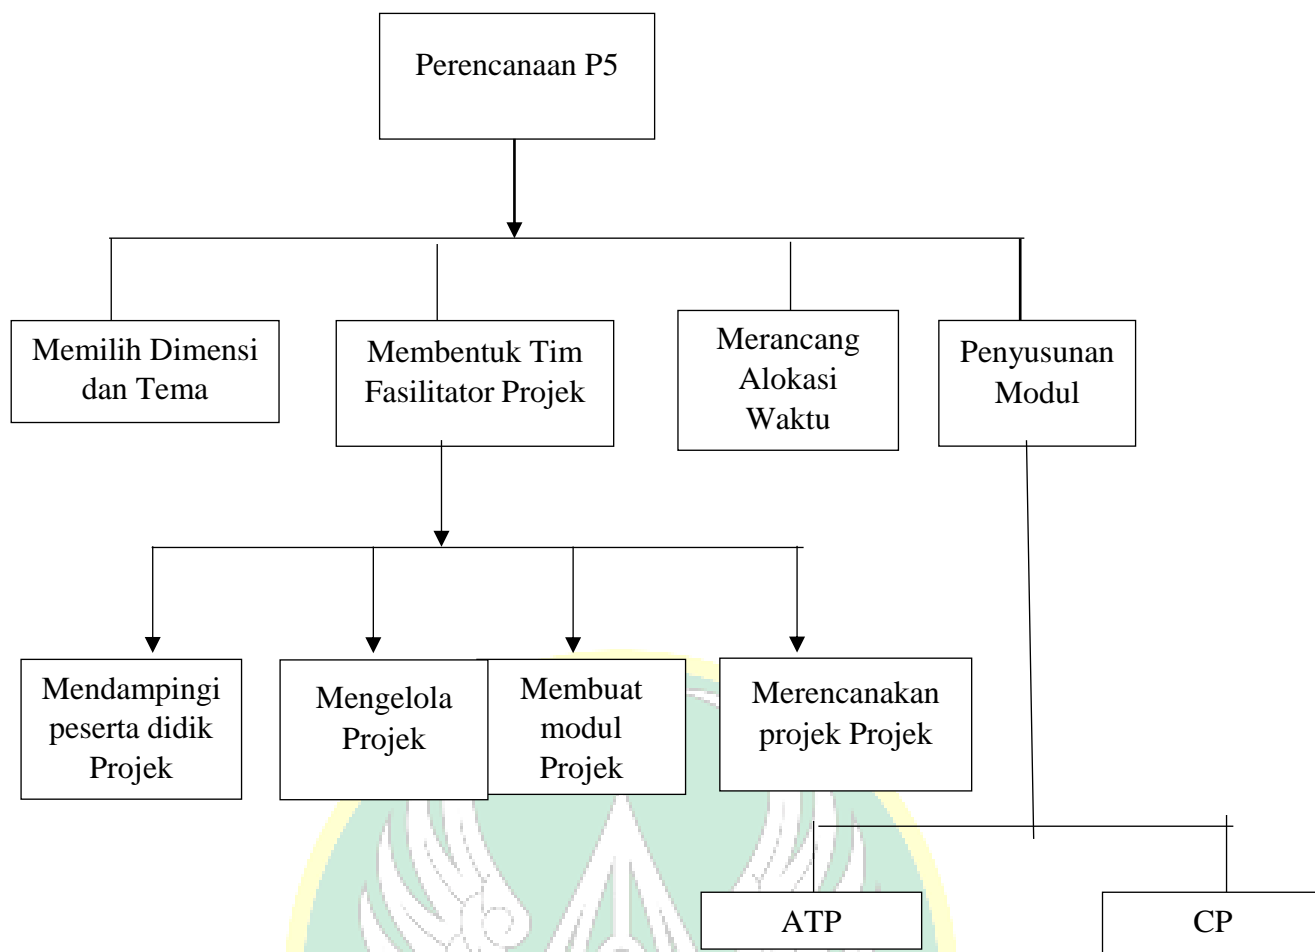 Perencanaan P5
Memilih Dimensi
dan Tema
Membentuk Tim
Fasilitator Projek
Merancang
Alokasi
Waktu
Penyusunan
Modul
Mendampingi
peserta didik
Projek
Mengelola
Projek
Membuat
modul
Projek
Merencanakan
projek Projek
ATP
CP